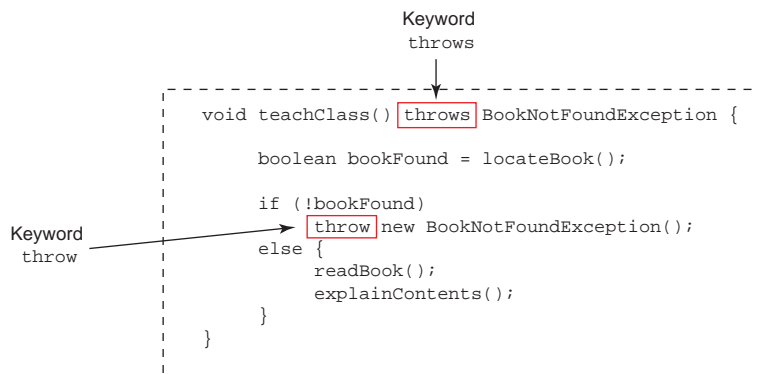 Keyword
throws
void teachClass() throws BookNotFoundException {
boolean bookFound = locateBook();
if (!bookFound)
Keyword
throw
throw new BookNotFoundException();
else {
readBook();
explainContents();
}
}